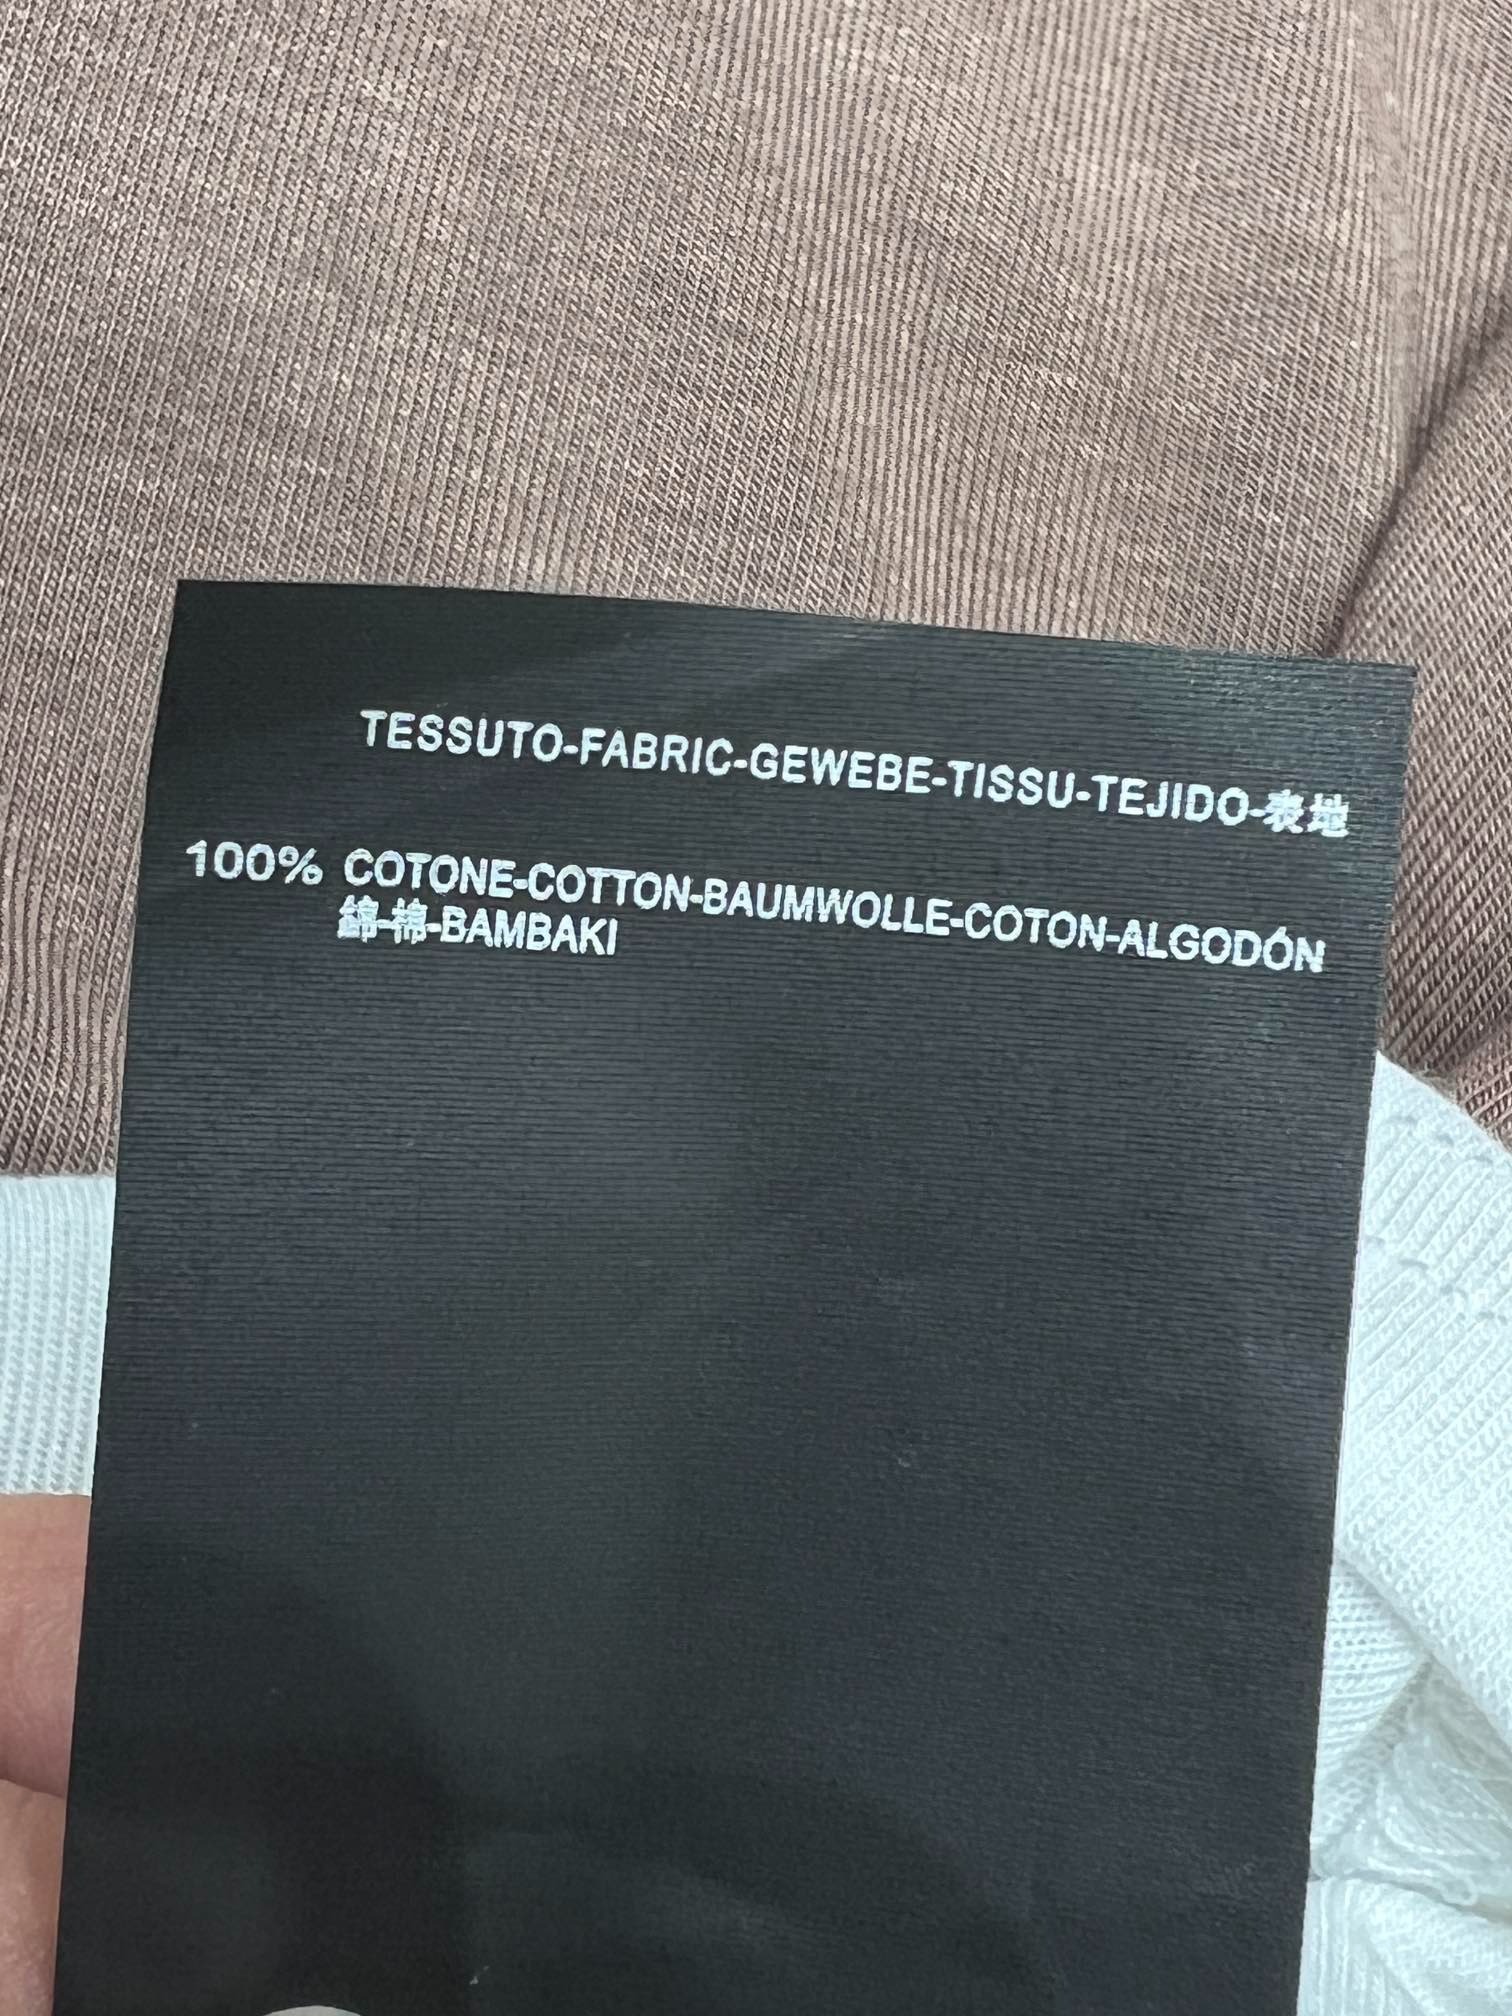 TESSUTO-FABRIC-GEWEBE-TISSU-TEJIDO-表地
100% COTONE-COTTON-BAUMWOLLE-COTON-ALGODÓN
綿-棉-BAMBAKI